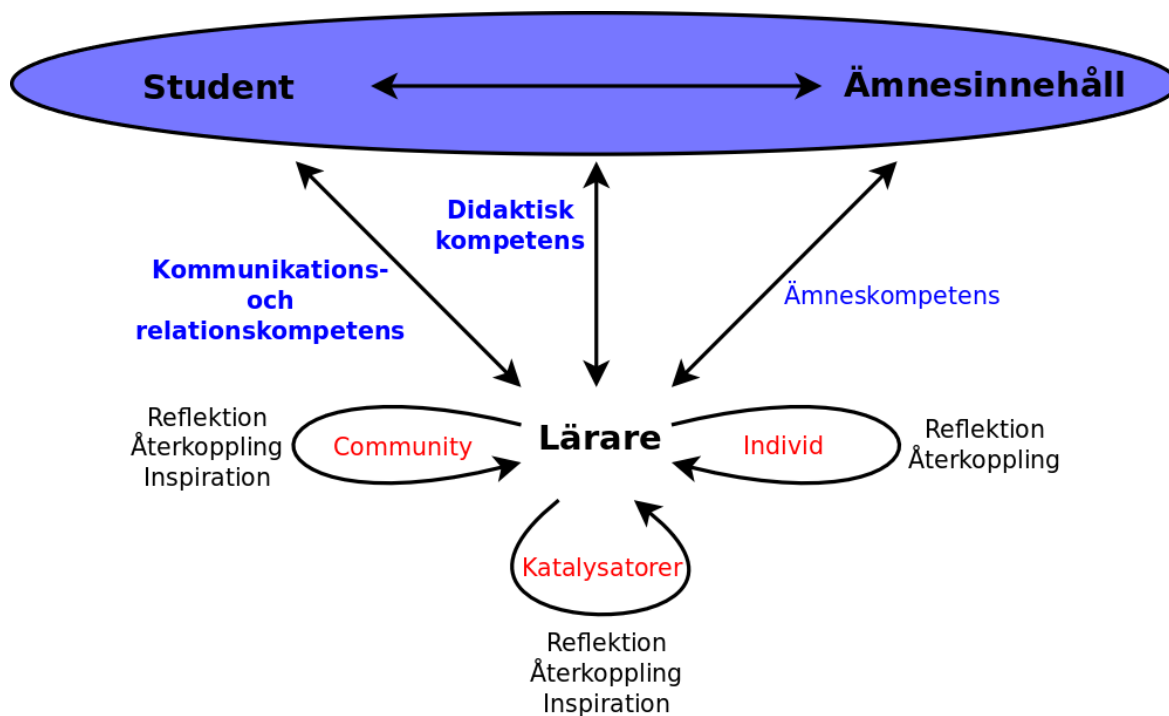 Student
Ämnesinnehåll
Didaktisk
kompetens
Kommunikations-
och
relationskompetens
Ämneskompetens
Reflektion
Återkoppling
Inspiration
Community
Lärare
Individ
Reflektion
Återkoppling
Katalysatorer
Reflektion
Återkoppling
Inspiration